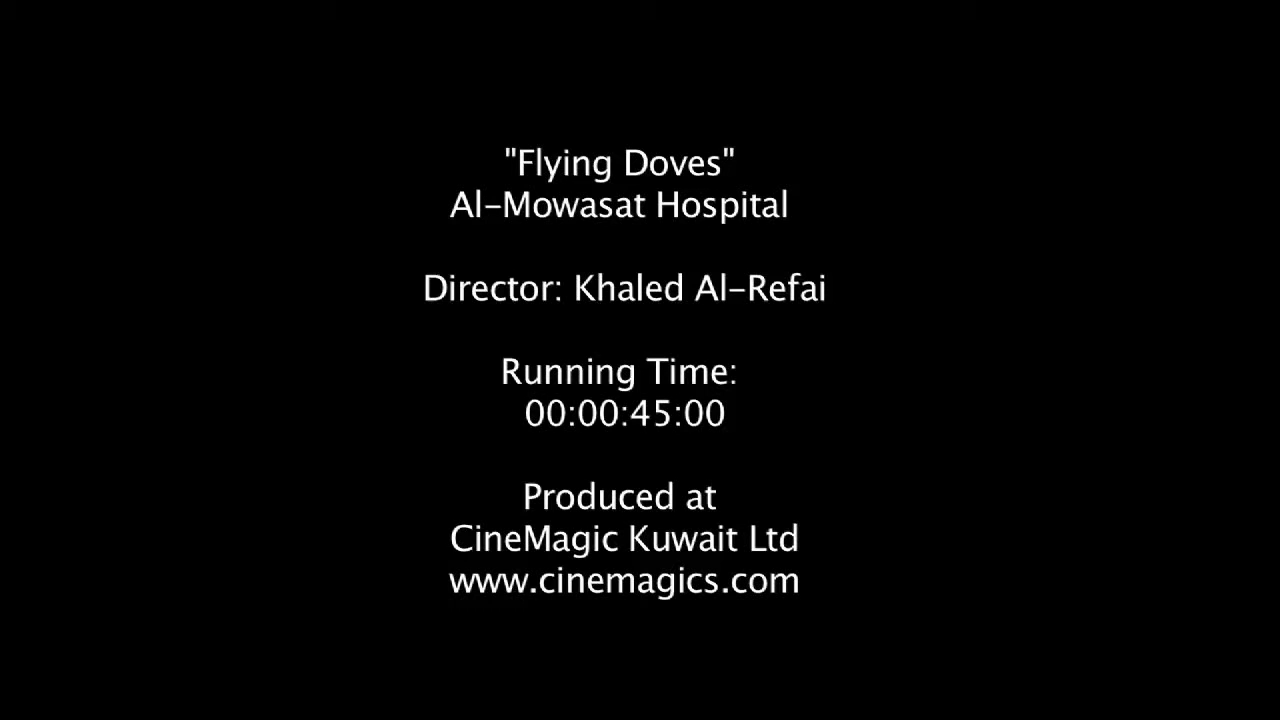 "Flying Doves"
Al-Mowasat Hospital
Director: Khaled Al-Refai
Running Time:
00:00:45:00
Produced at
CineMagic Kuwait Ltd
www.cinemagics.com